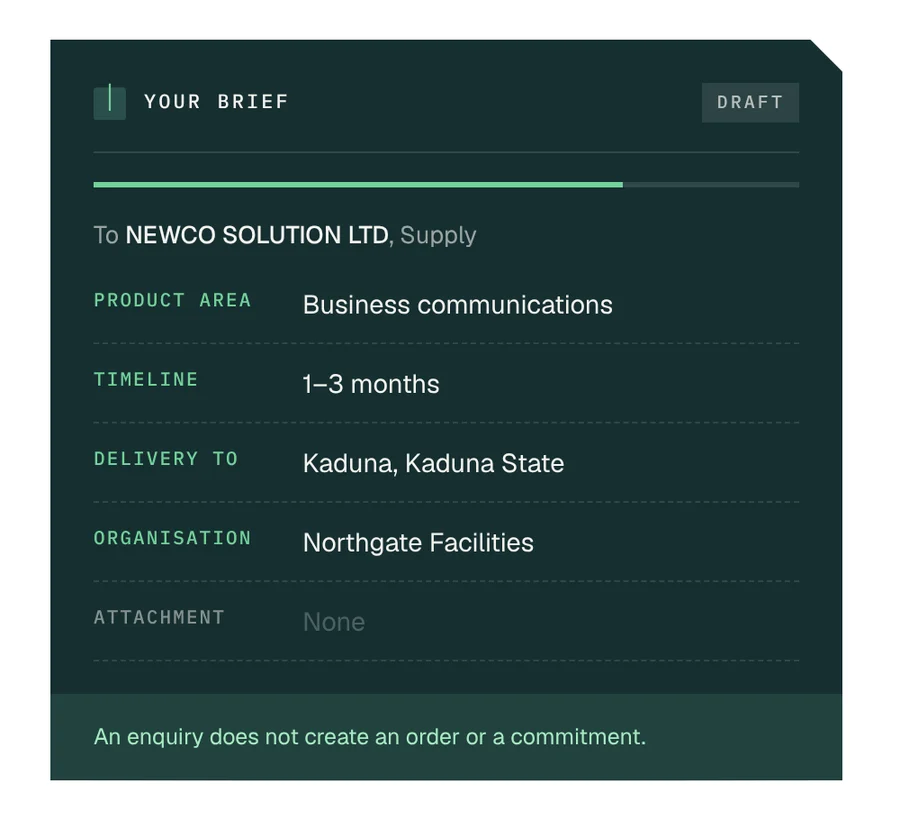 YOUR BRIEF
DRAFT
To NEWCO SOLUTION LTD, Supply
PRODUCT AREA
Business communications
TIMELINE
1–3 months
DELIVERY TO
Kaduna, Kaduna State
ORGANISATION
Northgate Facilities
ATTACHMENT
None
An enquiry does not create an order or a commitment.